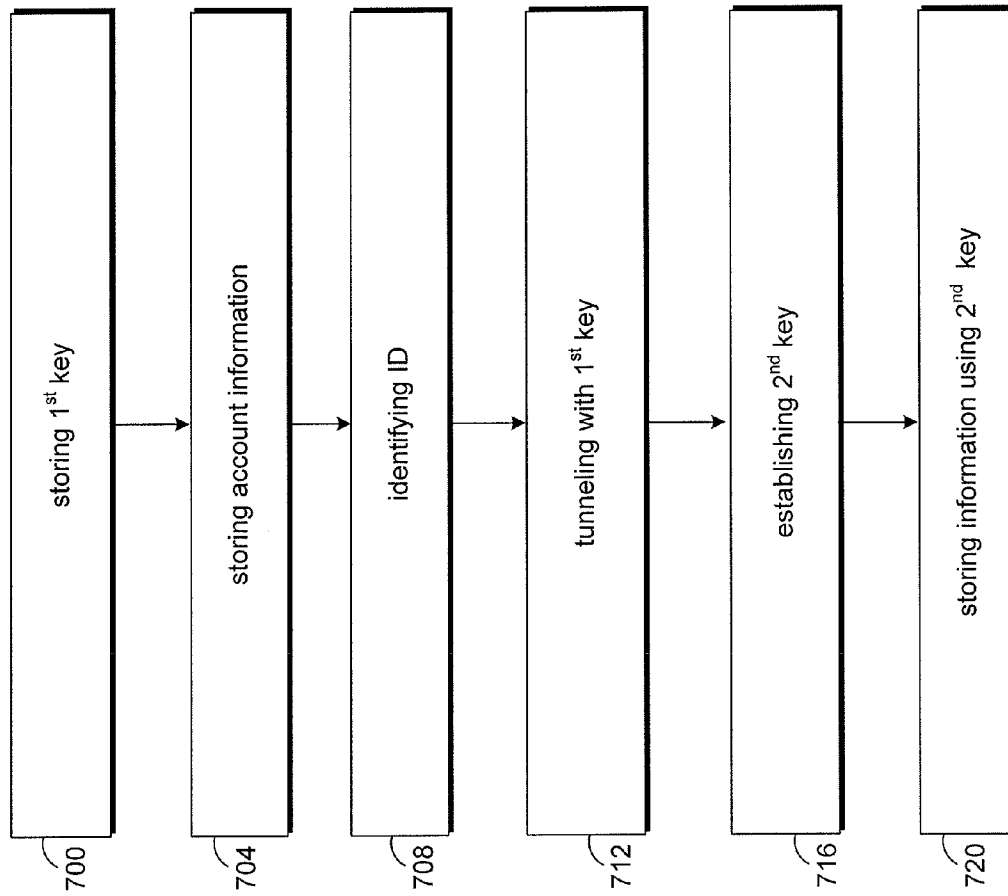 700
storing 1st key
704
storing account information
708
identifying ID
712
tunneling with 1st key
716
establishing 2nd key
720
storing information using 2nd key